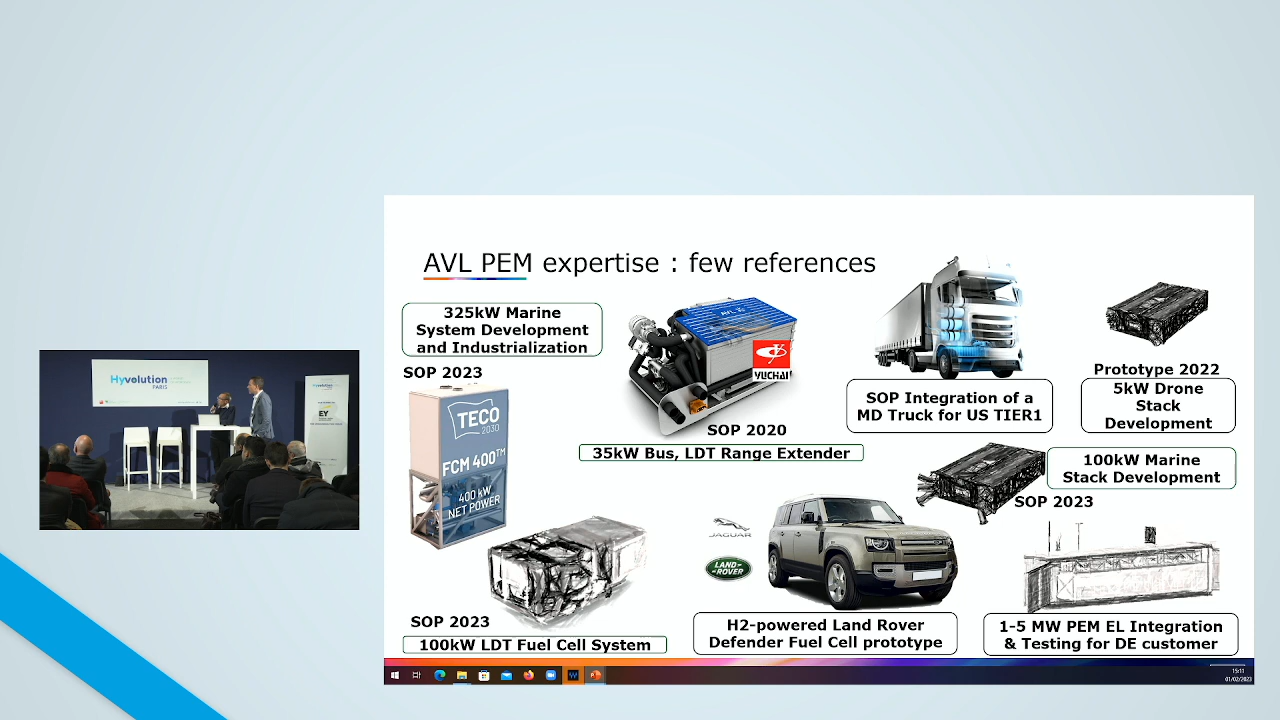 AVL PEM expertise : few references
325kW Marine
System Development
and Industrialization
SOP 2023
TECO
2030
FCM 400™
400 kW
NET POWER
YUCHAI
SOP 2020
35kW Bus, LDT Range Extender
SOP Integration of a
MD Truck for US TIER1
Prototype 2022
5kW Drone
Stack
Development
100kW Marine
Stack Development
SOP 2023
SOP 2023
100kW LDT Fuel Cell System
JAGUAR
LAND-
ROVER
H2-powered Land Rover
Defender Fuel Cell prototype
1-5 MW PEM EL Integration
& Testing for DE customer
15:11
01/02/2023
Hyvolution
PARIS
Hyvolution
EY